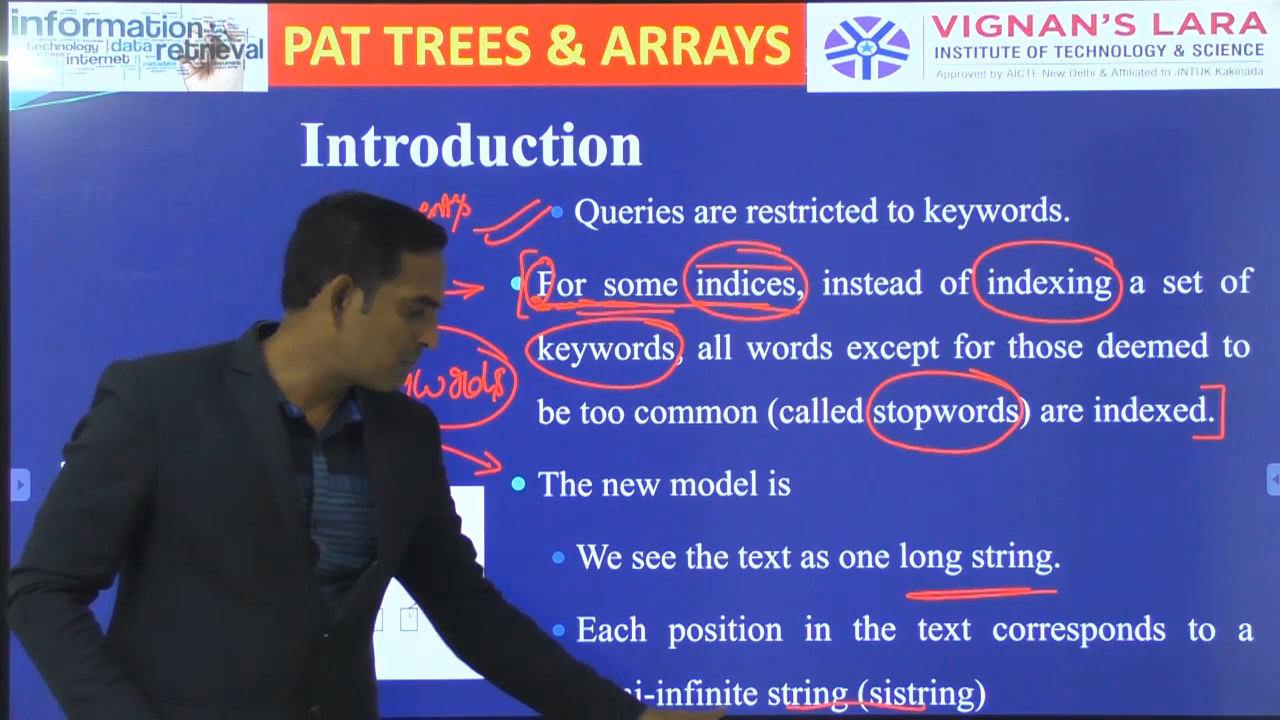 information
technology data retrieval
internet
metadata
PAT TREES & ARRAYS
VIGNAN'S LARA
INSTITUTE OF TECHNOLOGY & SCIENCE
Approved by AICTE New Delhi & Affiliated to JNTUK Kakinada
Introduction
Queries are restricted to keywords.
For some indices, instead of indexing a set of
keywords, all words except for those deemed to
be too common (called stopwords) are indexed.
The new model is
We see the text as one long string.
Each position in the text corresponds to a
i-infinite string (sistring)